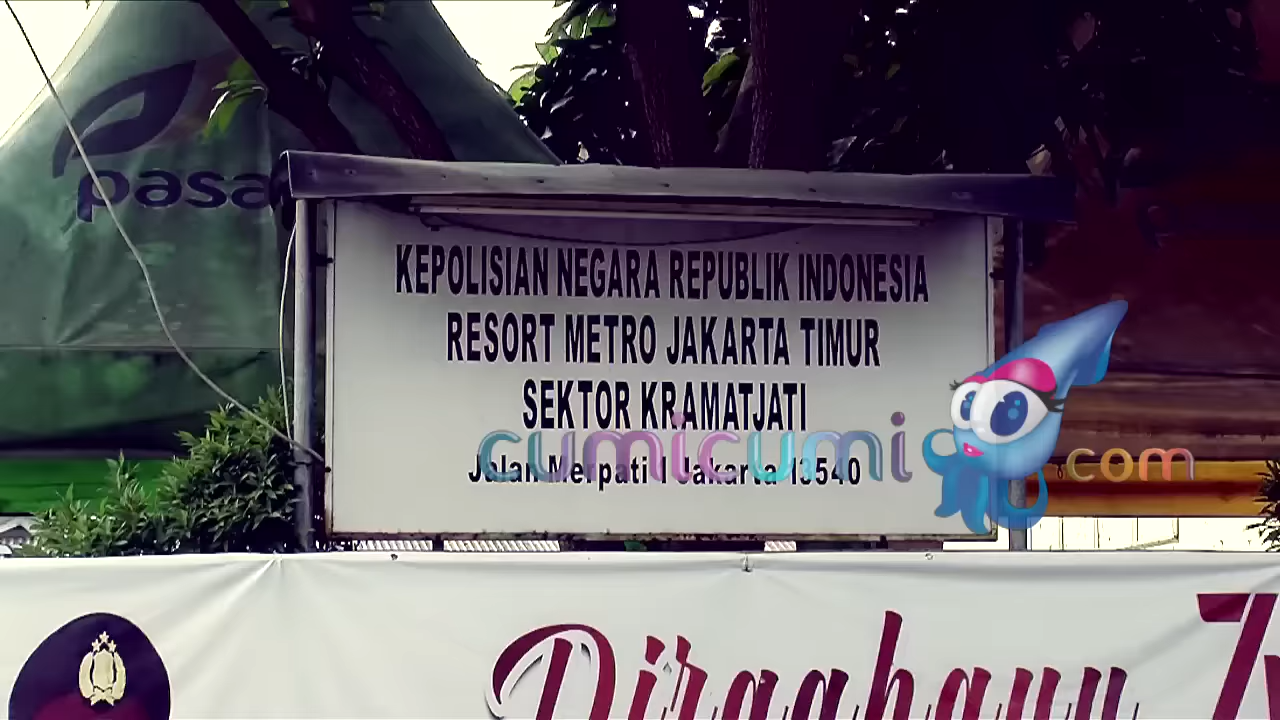 pasa
KEPOLISIAN NEGARA REPUBLIK INDONESIA
RESORT METRO JAKARTA TIMUR
SEKTOR KRAMATJATI
Jalan Merpati I Jakarta 13540
cumicumi.com
Dirgahayu 7